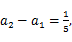 a₂ − a₁ = 1/5,